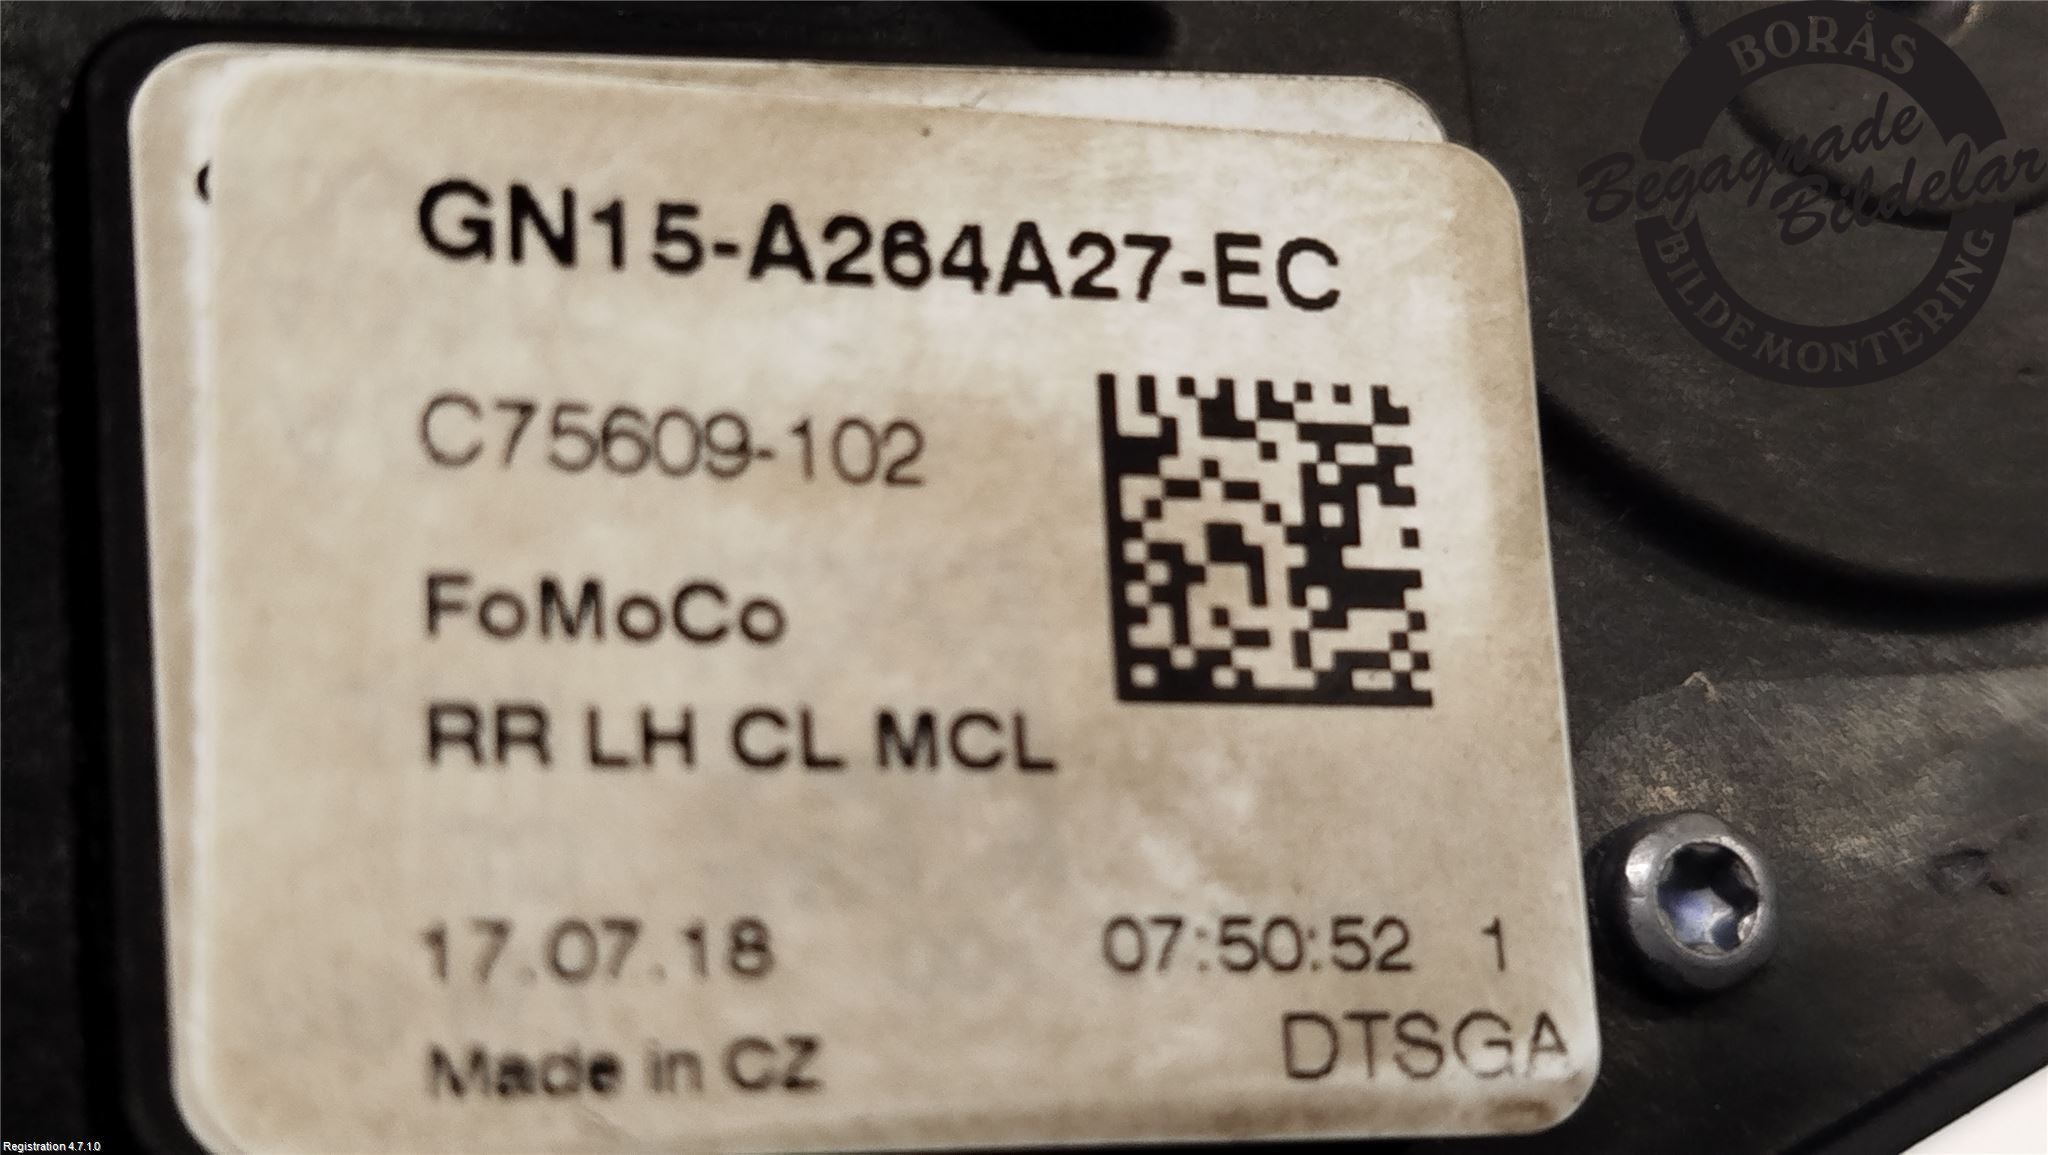 BORÅS
Begagnade
Bildelar
BILDEMONTERING
GN15-A264A27-EC
C75609-102
FoMoCo
RR LH CL MCL
17.07.18 07:50:52 1
Made in CZ DTSGA
Registration 4.7.1.0